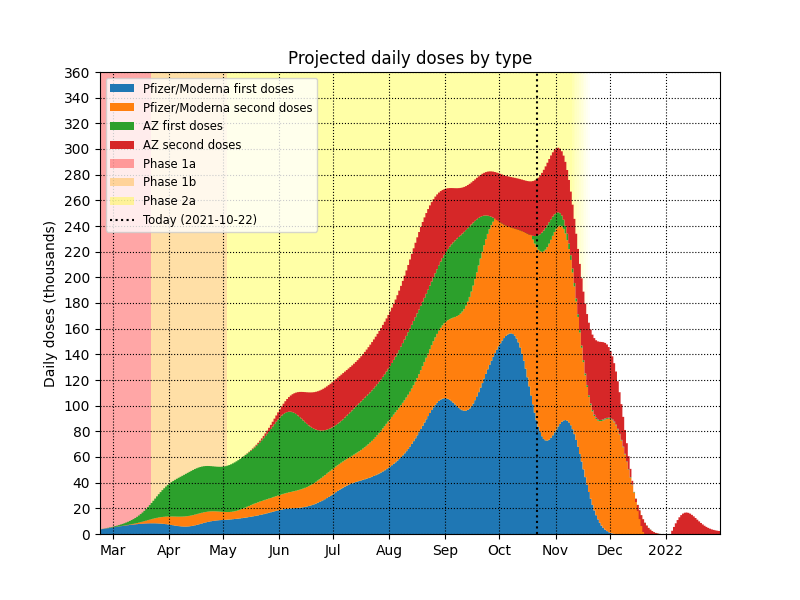 Projected daily doses by type
Daily doses (thousands)
360
340
320
300
280
260
240
220
200
180
160
140
120
100
80
60
40
20
0
Pfizer/Moderna first doses
Pfizer/Moderna second doses
AZ first doses
AZ second doses
Phase 1a
Phase 1b
Phase 2a
Today (2021-10-22)
Mar Apr May Jun Jul Aug Sep Oct Nov Dec 2022